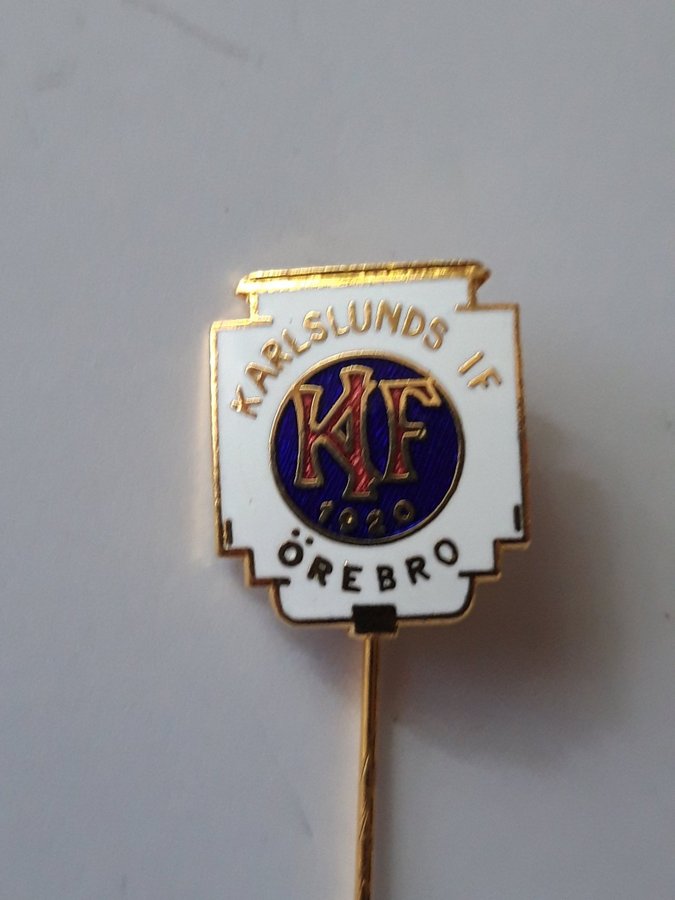 KARLSLUNDS IF
KIF
1920
ÖREBRO